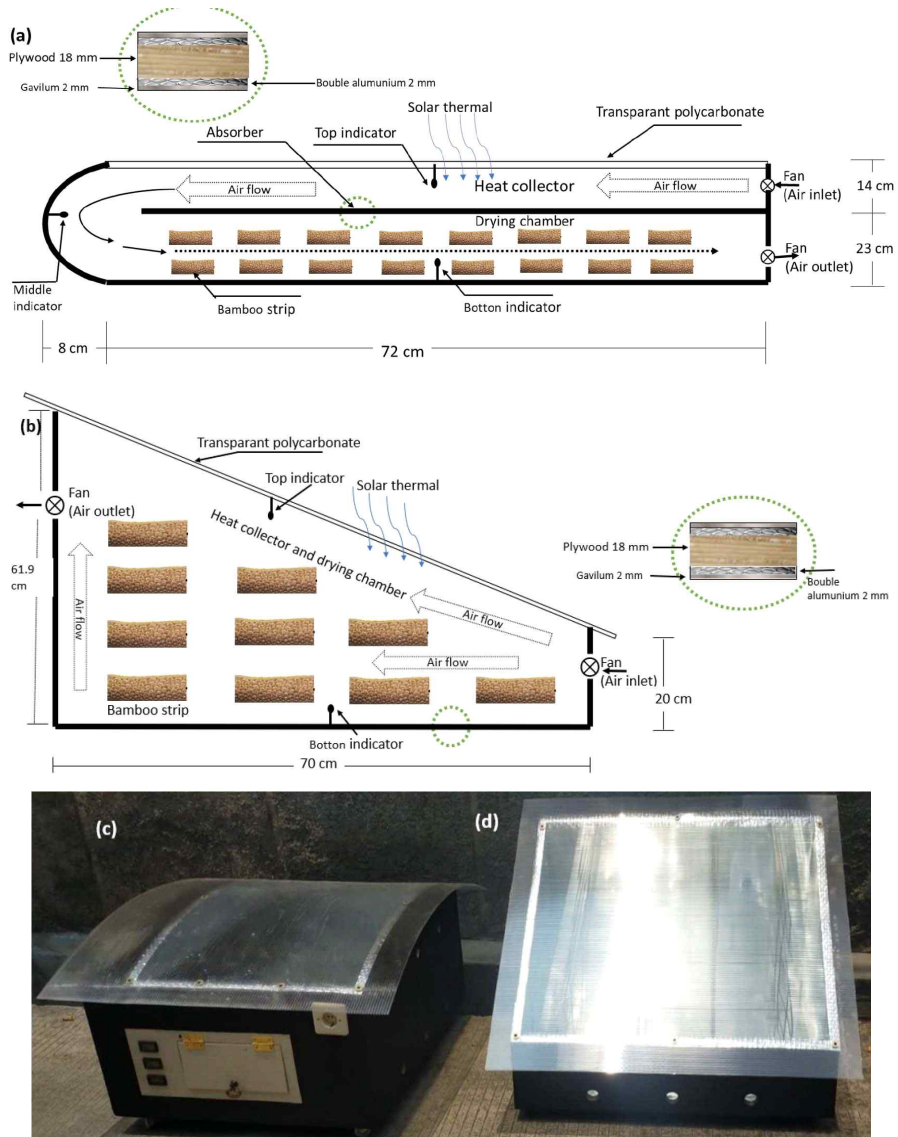 (a)
Plywood 18 mm
Gavilum 2 mm
Bouble alumunium 2 mm
Solar thermal
Transparant polycarbonate
Absorber
Top indicator
Fan
(Air inlet)
14 cm
Air flow
Heat collector
Air flow
Drying chamber
Fan
(Air outlet)
23 cm
Middle
indicator
Bamboo strip
Botton indicator
8 cm
72 cm
(b)
Transparant polycarbonate
Top indicator
Solar thermal
Fan
(Air outlet)
Heat collector and drying chamber
Plywood 18 mm
Gavilum 2 mm
Bouble
alumunium 2 mm
61.9
cm
Air flow
Air flow
Air flow
Fan
(Air inlet)
20 cm
Bamboo strip
Botton indicator
70 cm
(c)
(d)